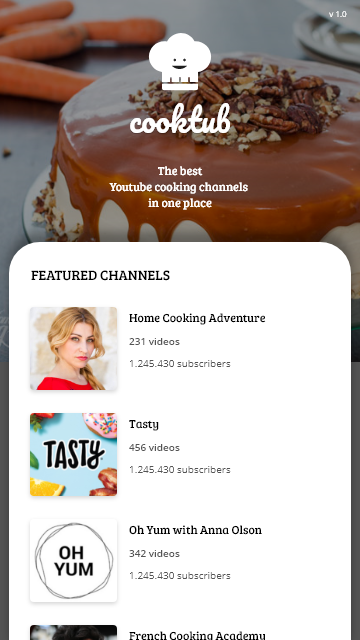 v 1.0
cooktub
The best
Youtube cooking channels
in one place
FEATURED CHANNELS
Home Cooking Adventure
231 videos
1.245.430 subscribers
TASTY
Tasty
456 videos
1.245.430 subscribers
OH
YUM
Oh Yum with Anna Olson
342 videos
1.245.430 subscribers
French Cooking Academy